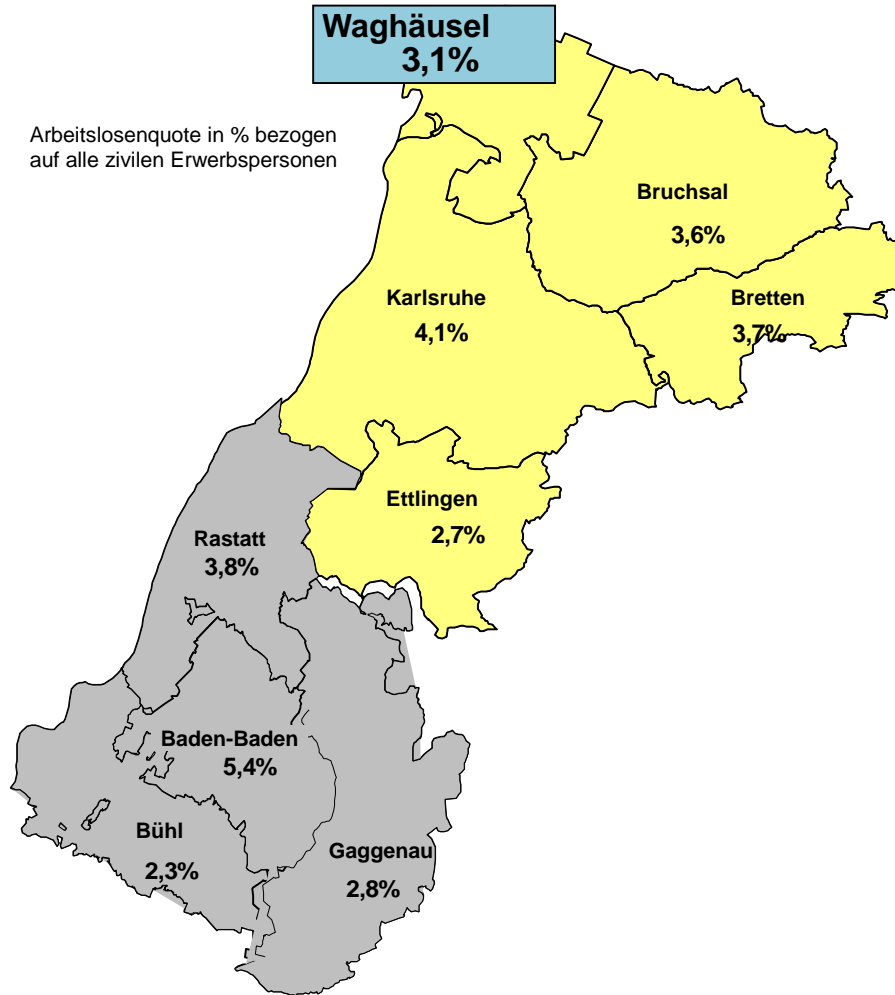 Waghäusel
3,1%
Arbeitslosenquote in % bezogen
auf alle zivilen Erwerbspersonen
Bruchsal
3,6%
Karlsruhe
4,1%
Bretten
3,7%
Ettlingen
2,7%
Rastatt
3,8%
Baden-Baden
5,4%
Bühl
2,3%
Gaggenau
2,8%